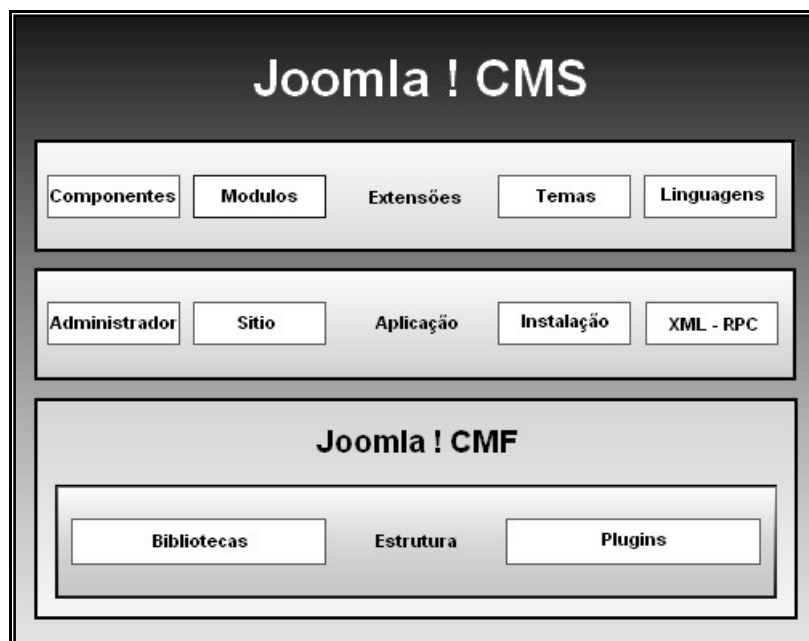 Joomla ! CMS
Componentes Modulos Extensões Temas Linguagens
Administrador Sitio Aplicação Instalação XML - RPC
Joomla ! CMF
Bibliotecas Estrutura Plugins